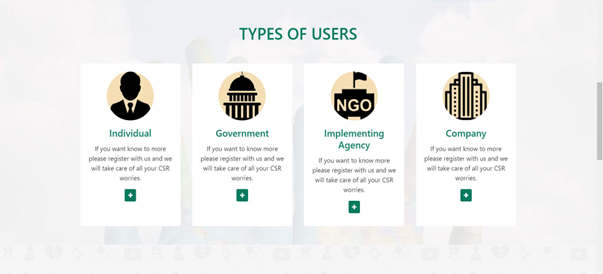 TYPES OF USERS
Individual
If you want know to more
please register with us and we
will take care of all your CSR
worries.
Government
If you want to know more
please register with us and we
will take care of all your CSR
worries.
NGO
Implementing
Agency
If you want to know more
please register with us and we
will take care of all your CSR
worries.
Company
If you want to know more
please register with us and we
will take care of all your CSR
worries.